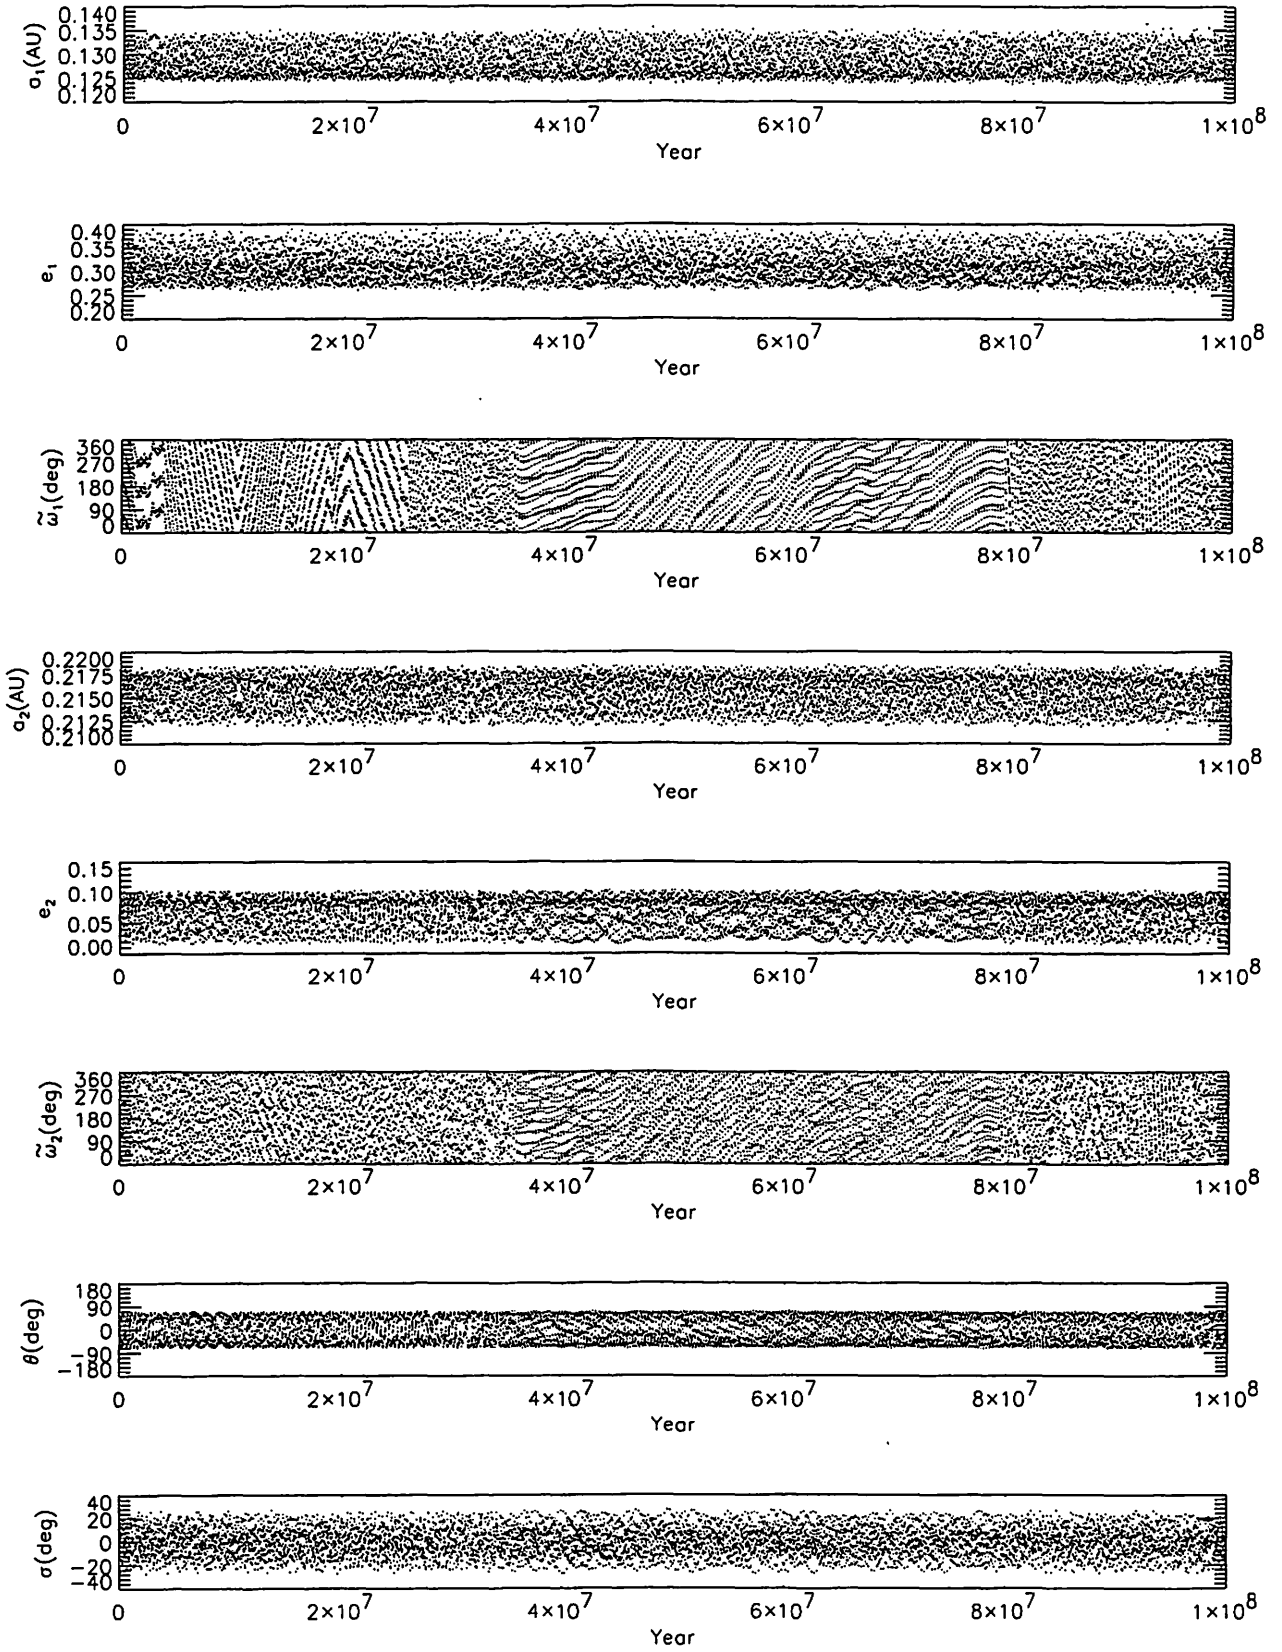 0.140
0.135
0.130
0.125
0.120
a₁(AU)
0 2×10⁷ 4×10⁷ 6×10⁷ 8×10⁷ 1×10⁸
Year
0.40
0.35
0.30
0.25
0.20
e₁
0 2×10⁷ 4×10⁷ 6×10⁷ 8×10⁷ 1×10⁸
Year
360
270
180
90
0
ω̃₁(deg)
0 2×10⁷ 4×10⁷ 6×10⁷ 8×10⁷ 1×10⁸
Year
0.2200
0.2175
0.2150
0.2125
0.2100
a₂(AU)
0 2×10⁷ 4×10⁷ 6×10⁷ 8×10⁷ 1×10⁸
Year
0.15
0.10
0.05
0.00
e₂
0 2×10⁷ 4×10⁷ 6×10⁷ 8×10⁷ 1×10⁸
Year
360
270
180
90
0
ω̃₂(deg)
0 2×10⁷ 4×10⁷ 6×10⁷ 8×10⁷ 1×10⁸
Year
180
90
0
−90
−180
θ(deg)
0 2×10⁷ 4×10⁷ 6×10⁷ 8×10⁷ 1×10⁸
Year
40
20
0
−20
−40
σ(deg)
0 2×10⁷ 4×10⁷ 6×10⁷ 8×10⁷ 1×10⁸
Year